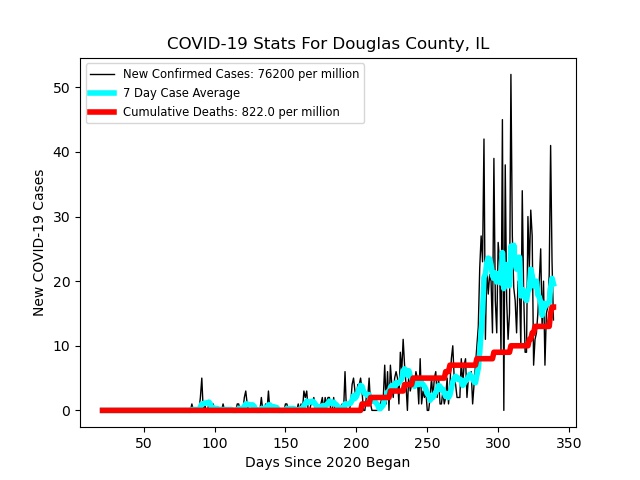 COVID-19 Stats For Douglas County, IL
New Confirmed Cases: 76200 per million
7 Day Case Average
Cumulative Deaths: 822.0 per million
New COVID-19 Cases
50
40
30
20
10
0
50 100 150 200 250 300 350
Days Since 2020 Began